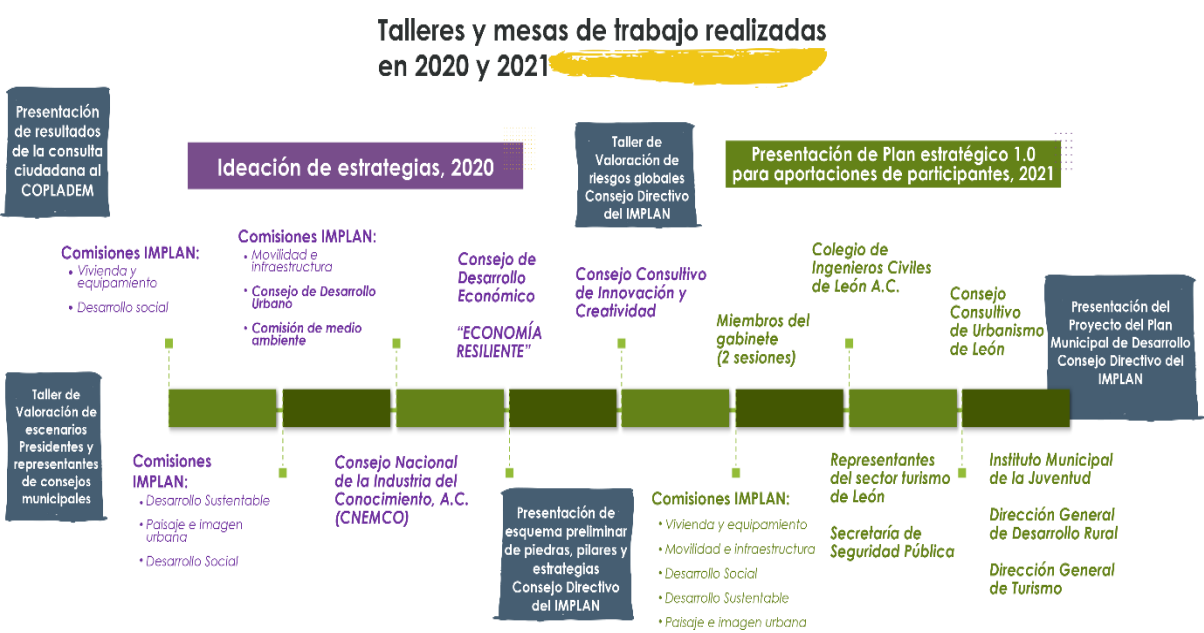 Talleres y mesas de trabajo realizadas
en 2020 y 2021
Presentación
de resultados
de la consulta
ciudadana al
COPLADEM
Ideación de estrategias, 2020
Taller de
Valoración de
riesgos globales
Consejo Directivo
del IMPLAN
Presentación de Plan estratégico 1.0
para aportaciones de participantes, 2021
Comisiones IMPLAN:
• Vivienda y
equipamiento
• Desarrollo social
Comisiones IMPLAN:
• Movilidad e
infraestructura
• Consejo de Desarrollo
Urbano
• Comisión de medio
ambiente
Consejo de
Desarrollo
Económico
“ECONOMÍA
RESILIENTE”
Consejo Consultivo
de Innovación y
Creatividad
Miembros del
gabinete
(2 sesiones)
Colegio de
Ingenieros Civiles
de León A.C.
Consejo
Consultivo
de Urbanismo
de León
Presentación del
Proyecto del Plan
Municipal de Desarrollo
Consejo Directivo del
IMPLAN
Taller de
Valoración de
escenarios
Presidentes y
representantes
de consejos
municipales
Comisiones
IMPLAN:
• Desarrollo Sustentable
• Paisaje e imagen
urbana
• Desarrollo Social
Consejo Nacional
de la Industria del
Conocimiento, A.C.
(CNEMCO)
Presentación de
esquema preliminar
de piedras, pilares y
estrategias
Consejo Directivo
del IMPLAN
Comisiones IMPLAN:
• Vivienda y equipamiento
• Movilidad e infraestructura
• Desarrollo Social
• Desarrollo Sustentable
• Paisaje e imagen urbana
Representantes
del sector turismo
de León
Secretaría de
Seguridad Pública
Instituto Municipal
de la Juventud
Dirección General
de Desarrollo Rural
Dirección General
de Turismo